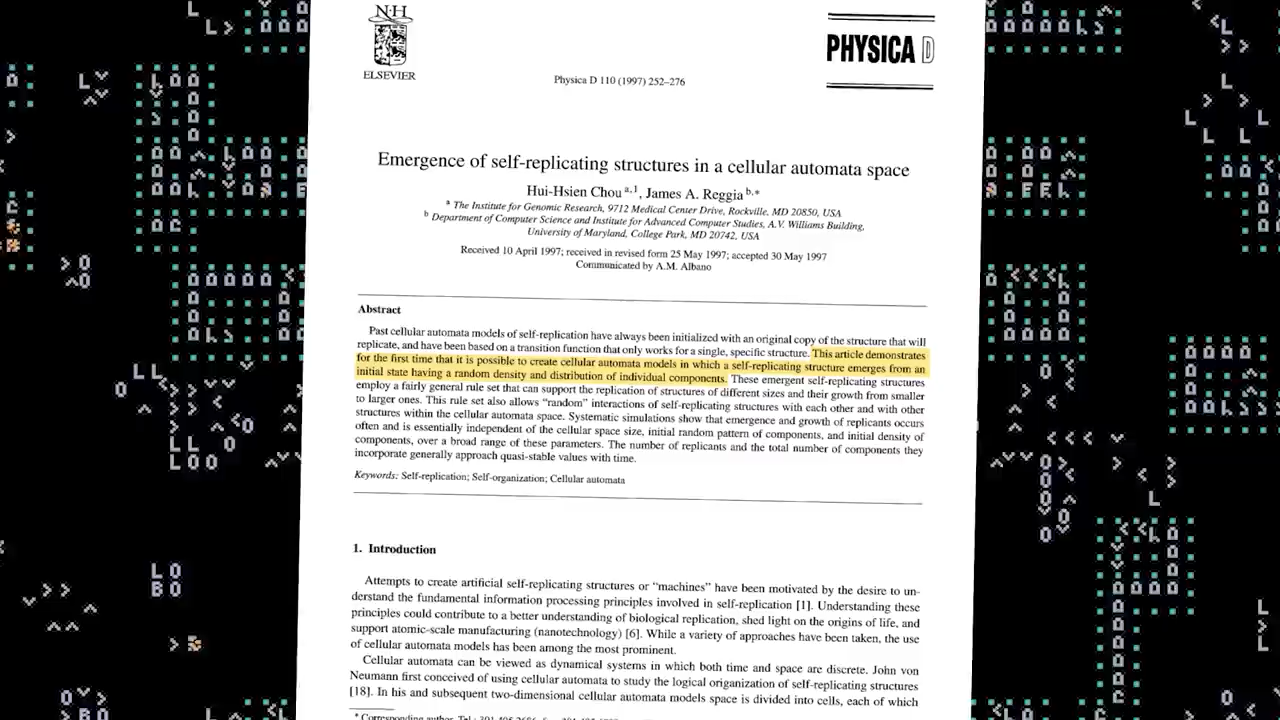 N·H
ELSEVIER
PHYSICA D
Physica D 110 (1997) 252–276
Emergence of self-replicating structures in a cellular automata space
Hui-Hsien Chou a,1, James A. Reggia b,*
a The Institute for Genomic Research, 9712 Medical Center Drive, Rockville, MD 20850, USA
b Department of Computer Science and Institute for Advanced Computer Studies, A.V. Williams Building,
University of Maryland, College Park, MD 20742, USA
Received 10 April 1997; received in revised form 25 May 1997; accepted 30 May 1997
Communicated by A.M. Albano
Abstract
Past cellular automata models of self-replication have always been initialized with an original copy of the structure that will
replicate, and have been based on a transition function that only works for a single, specific structure. This article demonstrates
for the first time that it is possible to create cellular automata models in which a self-replicating structure emerges from an
initial state having a random density and distribution of individual components. These emergent self-replicating structures
employ a fairly general rule set that can support the replication of structures of different sizes and their growth from smaller
to larger ones. This rule set also allows “random” interactions of self-replicating structures with each other and with other
structures within the cellular automata space. Systematic simulations show that emergence and growth of replicants occurs
often and is essentially independent of the cellular space size, initial random pattern of components, and initial density of
components, over a broad range of these parameters. The number of replicants and the total number of components they
incorporate generally approach quasi-stable values with time.
Keywords: Self-replication; Self-organization; Cellular automata
1. Introduction
Attempts to create artificial self-replicating structures or “machines” have been motivated by the desire to un-
derstand the fundamental information processing principles involved in self-replication [1]. Understanding these
principles could contribute to a better understanding of biological replication, shed light on the origins of life, and
support atomic-scale manufacturing (nanotechnology) [6]. While a variety of approaches have been taken, the use
of cellular automata models has been among the most prominent.
Cellular automata can be viewed as dynamical systems in which both time and space are discrete. John von
Neumann first conceived of using cellular automata to study the logical origanization of self-replicating structures
[18]. In his and subsequent two-dimensional cellular automata models space is divided into cells, each of which
* Corresponding author.